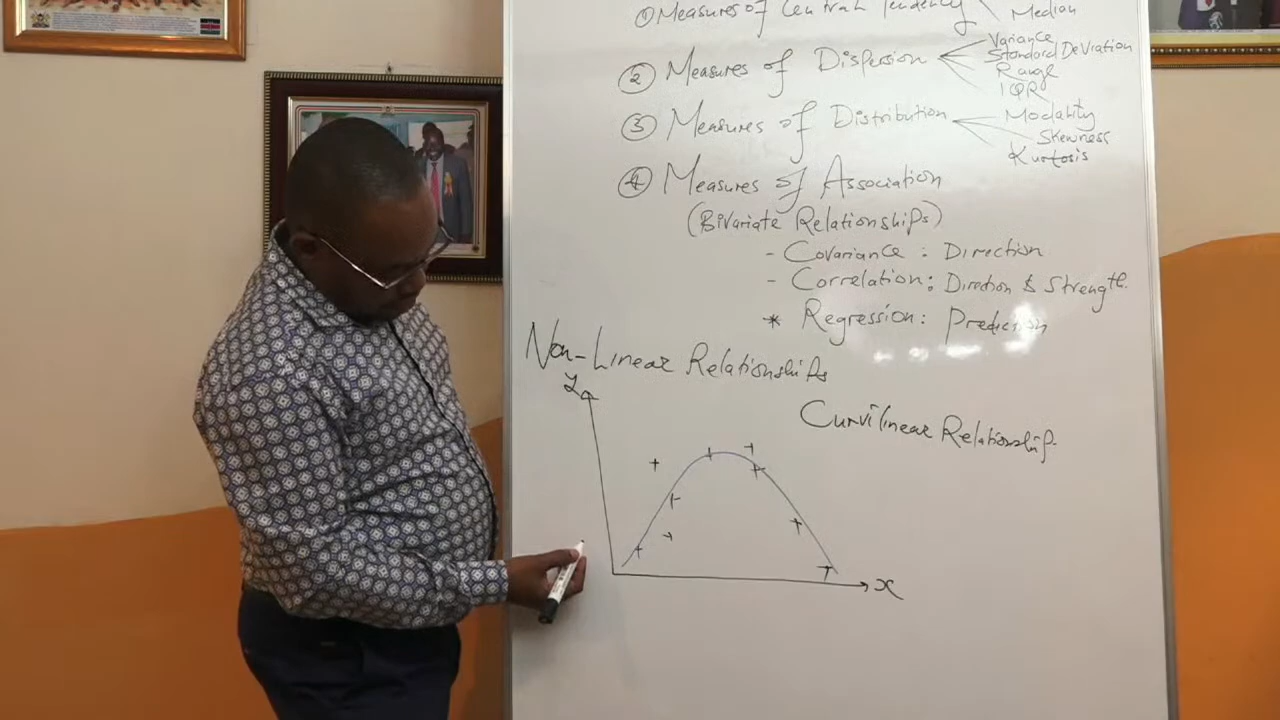 ① Measures of Central Tendency
Median
② Measures of Dispersion
Variance
Standard Deviation
Range
IQR
③ Measures of Distribution
Modality
Skewness
Kurtosis
④ Measures of Association
(Bivariate Relationships)
- Covariance : Direction
- Correlation: Direction & Strength.
* Regression: Prediction
Non-Linear Relationships
Y
Curvilinear Relationship.
x